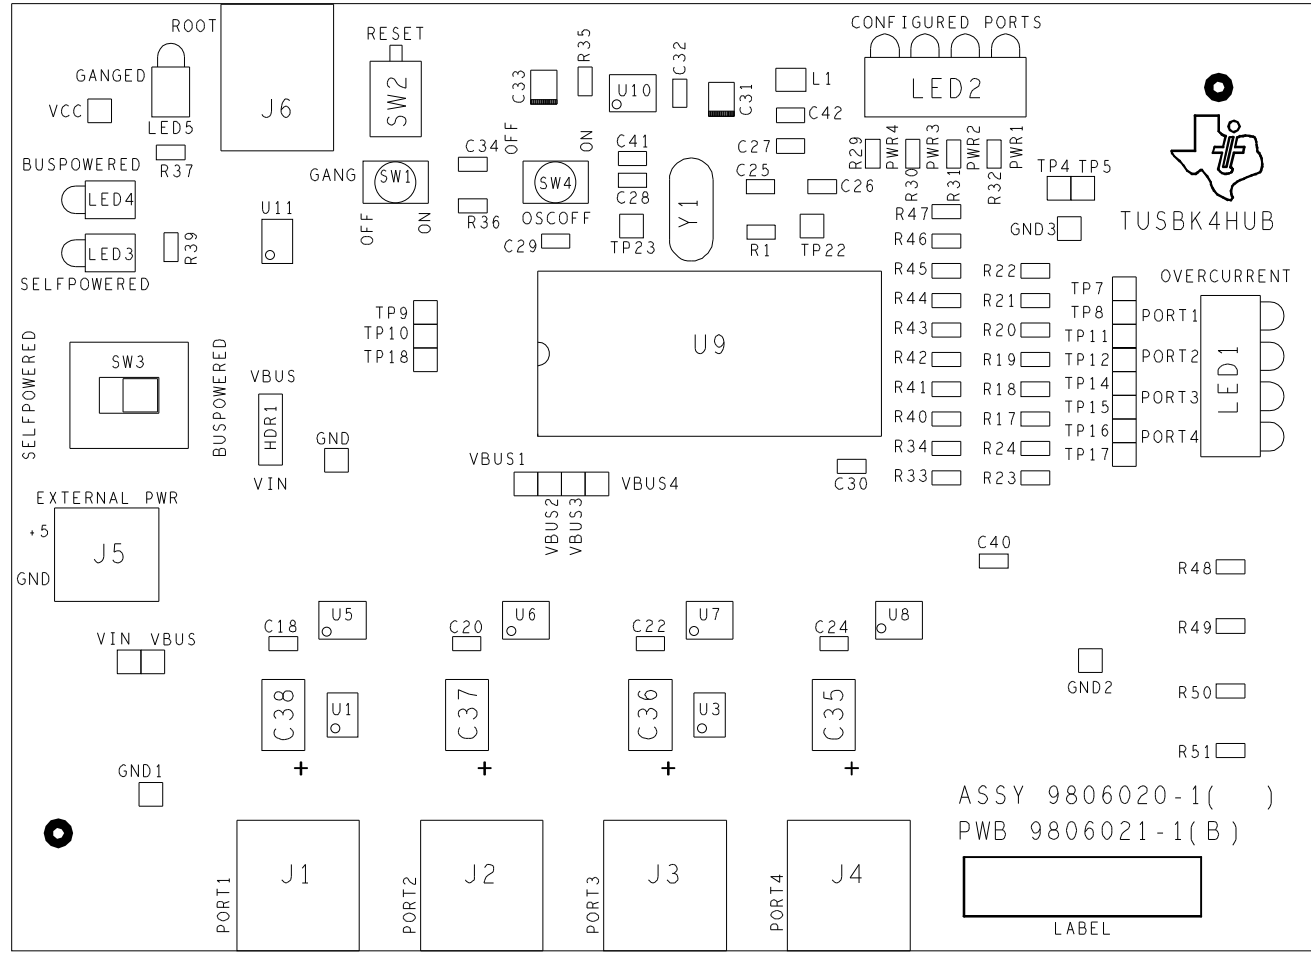 ROOT
J6
GANGED
VCC
LED5
R37
BUSPOWERED
LED4
LED3
SELFPOWERED
R39
RESET
SW2
GANG
SW1
OFF
ON
U11
C34
R36
C33
R35
U10
C32
C31
OFF
ON
SW4
OSCOFF
C29
C41
C28
TP23
Y1
L1
C42
C27
C25
C26
R1
TP22
CONFIGURED PORTS
LED2
R29
PWR4
R30
PWR3
R31
PWR2
R32
PWR1
TP4
TP5
GND3
TUSBK4HUB
R47
R46
R45
R44
R43
R42
R41
R40
R34
R33
R22
R21
R20
R19
R18
R17
R24
R23
TP7
TP8
TP11
TP12
TP14
TP15
TP16
TP17
OVERCURRENT
PORT1
PORT2
PORT3
PORT4
LED1
TP9
TP10
TP18
U9
SELFPOWERED
SW3
BUSPOWERED
VBUS
HDR1
VIN
GND
VBUS1
VBUS2
VBUS3
VBUS4
C30
EXTERNAL PWR
+5
GND
J5
C40
R48
R49
R50
R51
VIN
VBUS
C18
U5
C20
U6
C22
U7
C24
U8
C38
U1
C37
C36
U3
C35
+
+
+
+
GND2
GND1
ASSY 9806020-1( )
PWB 9806021-1(B)
LABEL
PORT1
J1
PORT2
J2
PORT3
J3
PORT4
J4